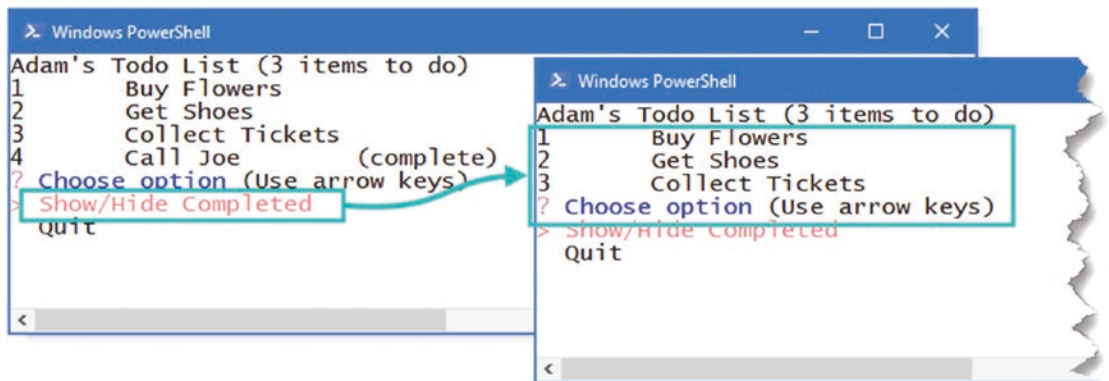 Windows PowerShell
Adam's Todo List (3 items to do)
1 Buy Flowers
2 Get Shoes
3 Collect Tickets
4 Call Joe (complete)
? Choose option (Use arrow keys)
> Show/Hide Completed
Quit
Windows PowerShell
Adam's Todo List (3 items to do)
1 Buy Flowers
2 Get Shoes
3 Collect Tickets
? Choose option (Use arrow keys)
> Show/Hide Completed
Quit